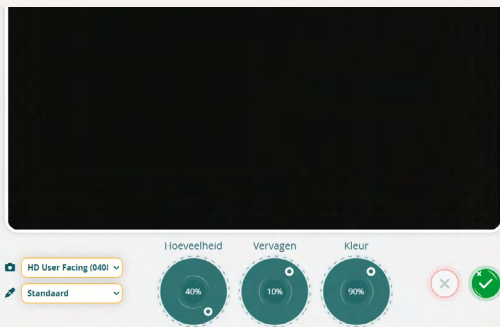 Hoeveelheid Vervagen Kleur
HD User Facing (040
40% 10% 90%
Standaard